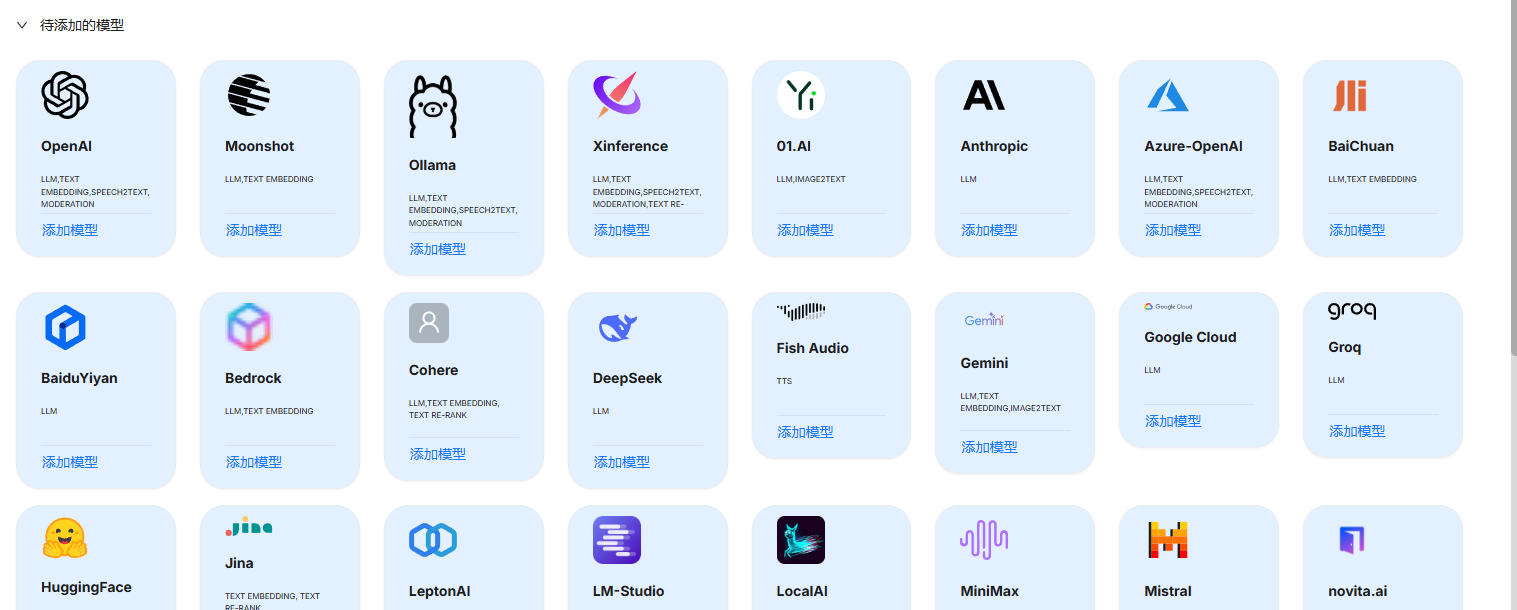 待添加的模型
OpenAI
LLM,TEXT
EMBEDDING,SPEECH2TEXT,
MODERATION
添加模型
Moonshot
LLM,TEXT EMBEDDING
添加模型
Ollama
LLM,TEXT
EMBEDDING,SPEECH2TEXT,
MODERATION
添加模型
Xinference
LLM,TEXT
EMBEDDING,SPEECH2TEXT,
MODERATION,TEXT RE-
添加模型
Yi
01.AI
LLM,IMAGE2TEXT
添加模型
Anthropic
LLM
添加模型
Azure-OpenAI
LLM,TEXT
EMBEDDING,SPEECH2TEXT,
MODERATION
添加模型
BaiChuan
LLM,TEXT EMBEDDING
添加模型
BaiduYiyan
LLM
添加模型
Bedrock
LLM,TEXT EMBEDDING
添加模型
Cohere
LLM,TEXT EMBEDDING,
TEXT RE-RANK
添加模型
DeepSeek
LLM
添加模型
Fish Audio
TTS
添加模型
Gemini
Gemini
LLM,TEXT
EMBEDDING,IMAGE2TEXT
添加模型
Google Cloud
Google Cloud
LLM
添加模型
groq
Groq
LLM
添加模型
HuggingFace
Jina
Jina
TEXT EMBEDDING, TEXT
RE-RANK
LeptonAI
LM-Studio
LocalAI
MiniMax
Mistral
novita.ai